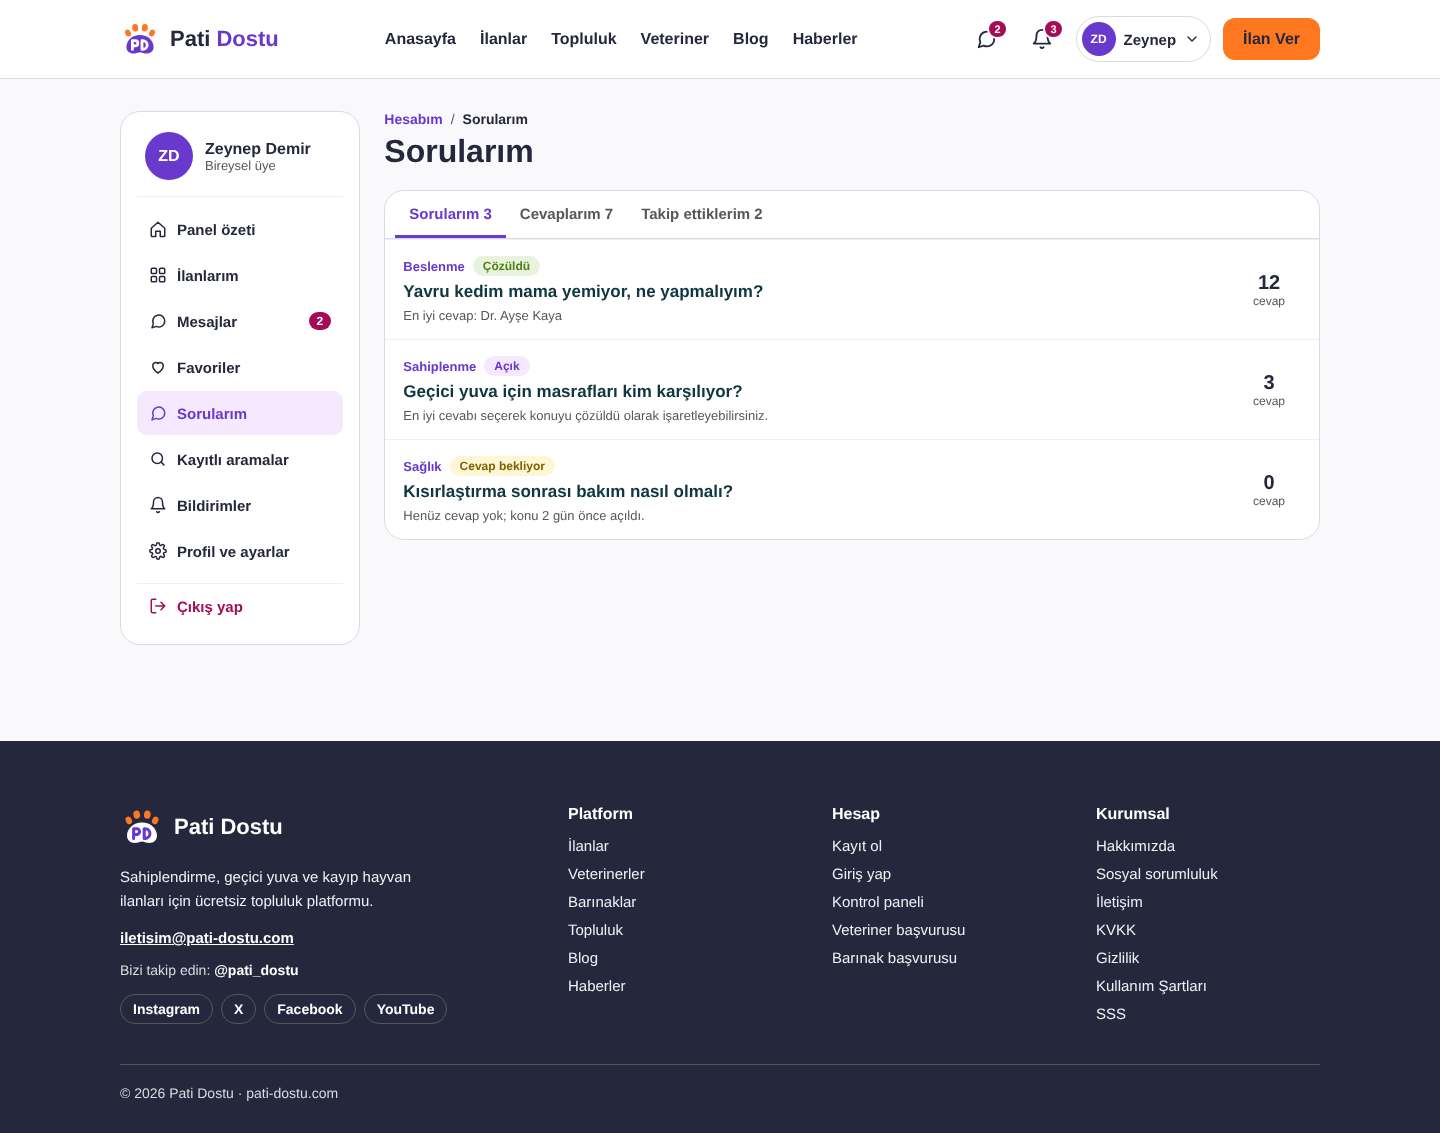 PD Pati Dostu
Anasayfa İlanlar Topluluk Veteriner Blog Haberler
2
3
ZD Zeynep
İlan Ver
ZD
Zeynep Demir
Bireysel üye
Panel özeti
İlanlarım
Mesajlar 2
Favoriler
Sorularım
Kayıtlı aramalar
Bildirimler
Profil ve ayarlar
Çıkış yap
Hesabım / Sorularım
Sorularım
Sorularım 3 Cevaplarım 7 Takip ettiklerim 2
Beslenme Çözüldü
Yavru kedim mama yemiyor, ne yapmalıyım?
En iyi cevap: Dr. Ayşe Kaya
12
cevap
Sahiplenme Açık
Geçici yuva için masrafları kim karşılıyor?
En iyi cevabı seçerek konuyu çözüldü olarak işaretleyebilirsiniz.
3
cevap
Sağlık Cevap bekliyor
Kısırlaştırma sonrası bakım nasıl olmalı?
Henüz cevap yok; konu 2 gün önce açıldı.
0
cevap
PD Pati Dostu
Sahiplendirme, geçici yuva ve kayıp hayvan
ilanları için ücretsiz topluluk platformu.
iletisim@pati-dostu.com
Bizi takip edin: @pati_dostu
Instagram X Facebook YouTube
Platform
İlanlar
Veterinerler
Barınaklar
Topluluk
Blog
Haberler
Hesap
Kayıt ol
Giriş yap
Kontrol paneli
Veteriner başvurusu
Barınak başvurusu
Kurumsal
Hakkımızda
Sosyal sorumluluk
İletişim
KVKK
Gizlilik
Kullanım Şartları
SSS
© 2026 Pati Dostu · pati-dostu.com